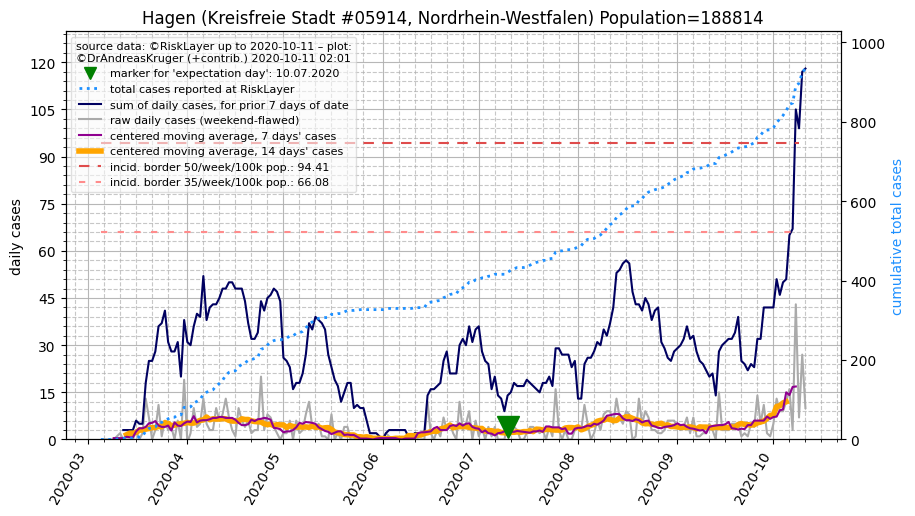 Hagen (Kreisfreie Stadt #05914, Nordrhein-Westfalen) Population=188814
source data: ©RiskLayer up to 2020-10-11 – plot:
©DrAndreasKruger (+contrib.) 2020-10-11 02:01
marker for 'expectation day': 10.07.2020
total cases reported at RiskLayer
sum of daily cases, for prior 7 days of date
raw daily cases (weekend-flawed)
centered moving average, 7 days' cases
centered moving average, 14 days' cases
incid. border 50/week/100k pop.: 94.41
incid. border 35/week/100k pop.: 66.08
daily cases
120
105
90
75
60
45
30
15
0
1000
800
600
400
200
0
cumulative total cases
2020-03
2020-04
2020-05
2020-06
2020-07
2020-08
2020-09
2020-10